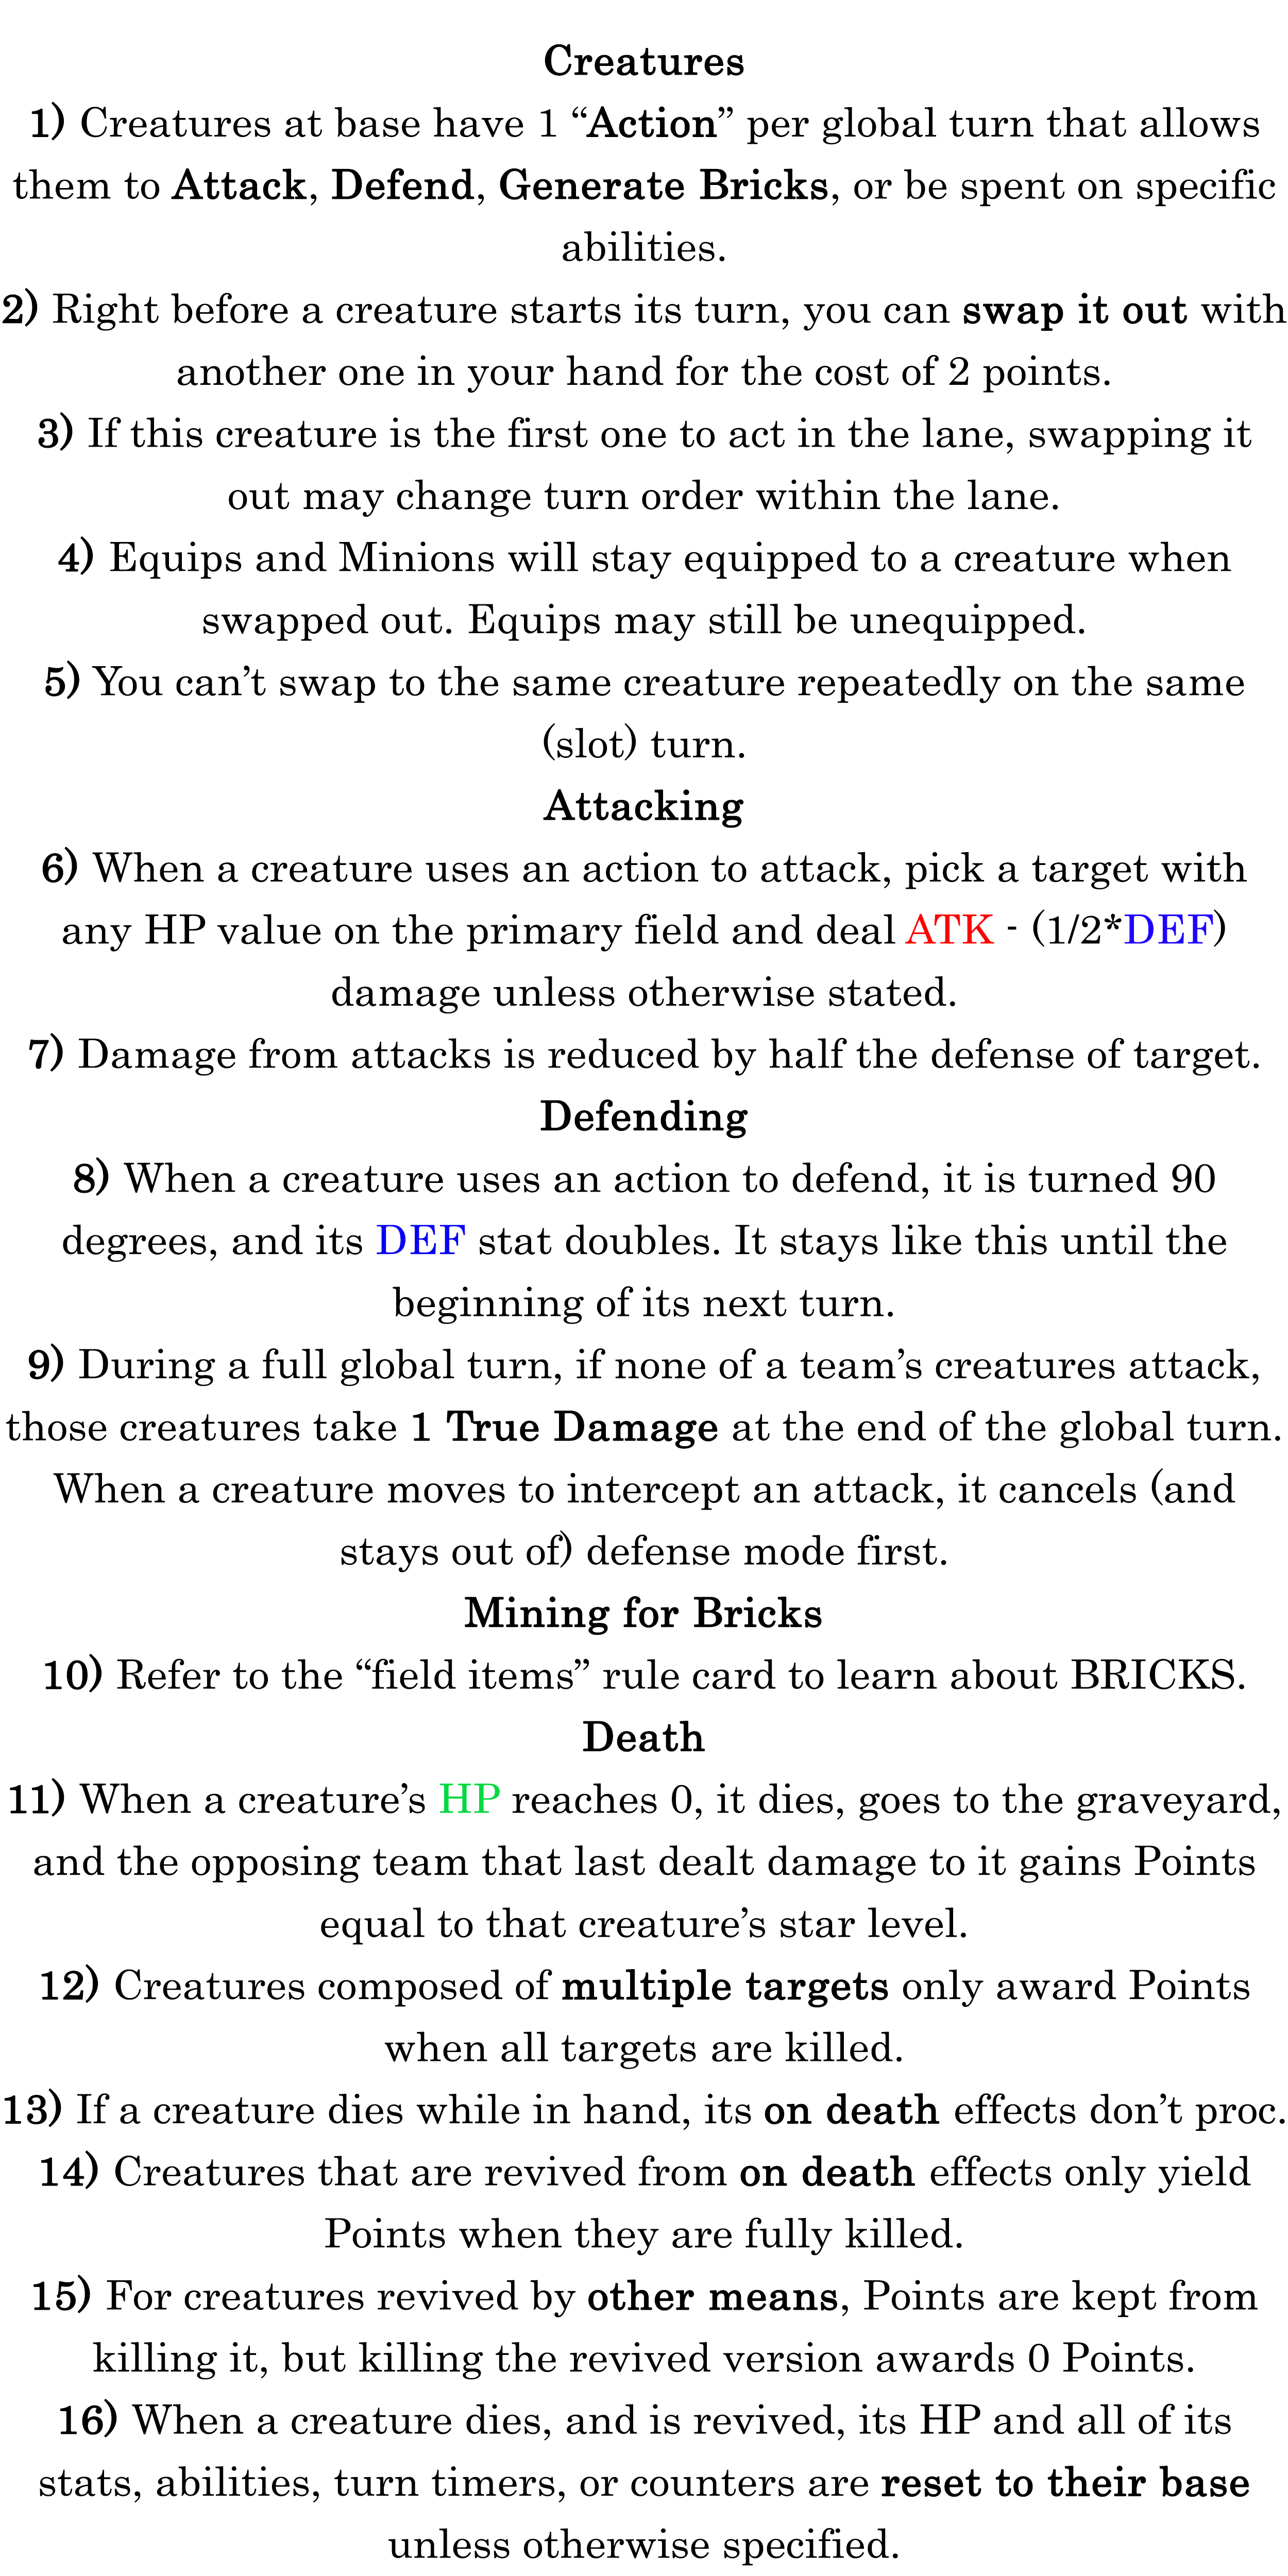 Creatures
1) Creatures at base have 1 “Action” per global turn that allows
them to Attack, Defend, Generate Bricks, or be spent on specific
abilities.
2) Right before a creature starts its turn, you can swap it out with
another one in your hand for the cost of 2 points.
3) If this creature is the first one to act in the lane, swapping it
out may change turn order within the lane.
4) Equips and Minions will stay equipped to a creature when
swapped out. Equips may still be unequipped.
5) You can’t swap to the same creature repeatedly on the same
(slot) turn.
Attacking
6) When a creature uses an action to attack, pick a target with
any HP value on the primary field and deal ATK - (1/2*DEF)
damage unless otherwise stated.
7) Damage from attacks is reduced by half the defense of target.
Defending
8) When a creature uses an action to defend, it is turned 90
degrees, and its DEF stat doubles. It stays like this until the
beginning of its next turn.
9) During a full global turn, if none of a team’s creatures attack,
those creatures take 1 True Damage at the end of the global turn.
When a creature moves to intercept an attack, it cancels (and
stays out of) defense mode first.
Mining for Bricks
10) Refer to the “field items” rule card to learn about BRICKS.
Death
11) When a creature’s HP reaches 0, it dies, goes to the graveyard,
and the opposing team that last dealt damage to it gains Points
equal to that creature’s star level.
12) Creatures composed of multiple targets only award Points
when all targets are killed.
13) If a creature dies while in hand, its on death effects don’t proc.
14) Creatures that are revived from on death effects only yield
Points when they are fully killed.
15) For creatures revived by other means, Points are kept from
killing it, but killing the revived version awards 0 Points.
16) When a creature dies, and is revived, its HP and all of its
stats, abilities, turn timers, or counters are reset to their base
unless otherwise specified.